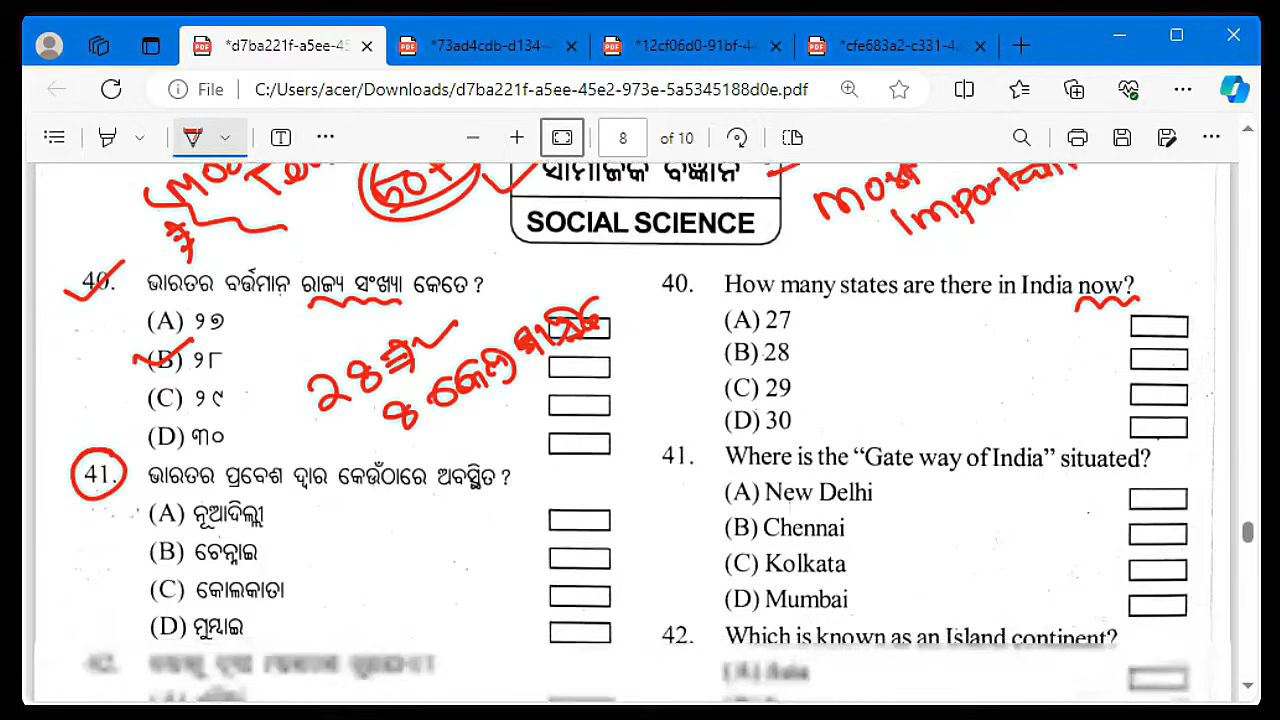 *d7ba221f-a5ee-45
*73ad4cdb-d134-4
*12cf06d0-91bf-44
*cfe683a2-c331-4
File
C:/Users/acer/Downloads/d7ba221f-a5ee-45e2-973e-5a5345188d0e.pdf
8 of 10
ସାମାଜିକ ବିଜ୍ଞାନ
SOCIAL SCIENCE
most
Important
40. ଭାରତର ବର୍ତ୍ତମାନ ରାଜ୍ୟ ସଂଖ୍ୟା କେତେ ?
(A) ୨୭
(B) ୨୮
(C) ୨୯
(D) ୩୦
28
8
41. ଭାରତର ପ୍ରବେଶ ଦ୍ୱାର କେଉଁଠାରେ ଅବସ୍ଥିତ ?
(A) ନୂଆଦିଲ୍ଲୀ
(B) ଚେନ୍ନାଇ
(C) କୋଲକାତା
(D) ମୁମ୍ବାଇ
40. How many states are there in India now?
(A) 27
(B) 28
(C) 29
(D) 30
41. Where is the “Gate way of India” situated?
(A) New Delhi
(B) Chennai
(C) Kolkata
(D) Mumbai
42. Which is known as an Island continent?
(A) Asia